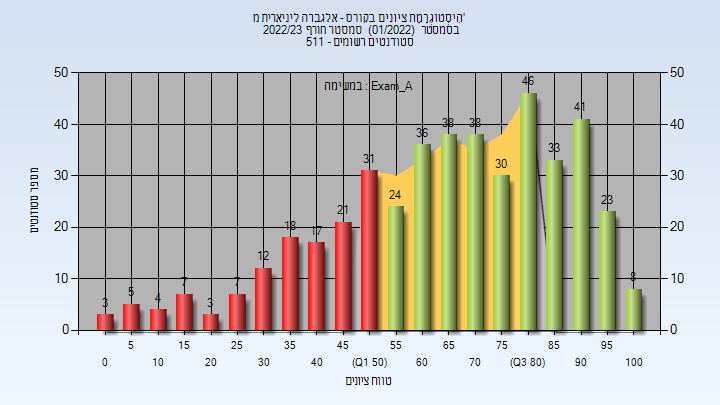 היסטוגרמת ציונים בקורס - אלגברה ליניארית מ'
בסמסטר (01/2022) סמסטר חורף 2022/23
סטודנטים רשומים - 511
במשימה : Exam_A
מספר סטודנטים
50 50
40 40
30 30
20 20
10 10
0 0
3 5 4 7 3 7 12 18 17 21 31 24 36 38 38 30 46 33 41 23 8
5 15 25 35 45 55 65 75 85 95
0 10 20 30 40 (Q1 50) 60 70 (Q3 80) 90 100
טווח ציונים